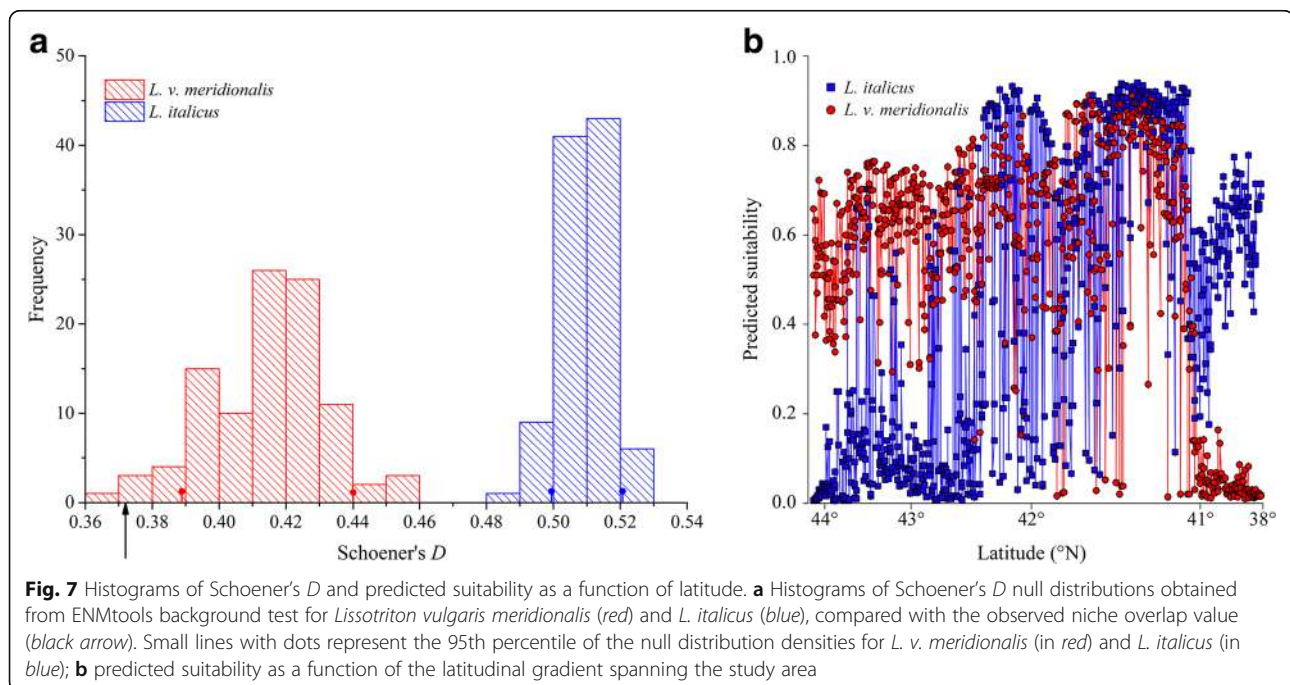 a
b
50
40
30
20
10
0
Frequency
L. v. meridionalis
L. italicus
0.36
0.38
0.40
0.42
0.44
0.46
0.48
0.50
0.52
0.54
Schoener's D
1.0
0.8
0.6
0.4
0.2
0.0
Predicted suitability
L. italicus
L. v. meridionalis
44°
43°
42°
41°
38°
Latitude (°N)
Fig. 7 Histograms of Schoener's D and predicted suitability as a function of latitude. a Histograms of Schoener's D null distributions obtained
from ENMtools background test for Lissotriton vulgaris meridionalis (red) and L. italicus (blue), compared with the observed niche overlap value
(black arrow). Small lines with dots represent the 95th percentile of the null distribution densities for L. v. meridionalis (in red) and L. italicus (in
blue); b predicted suitability as a function of the latitudinal gradient spanning the study area